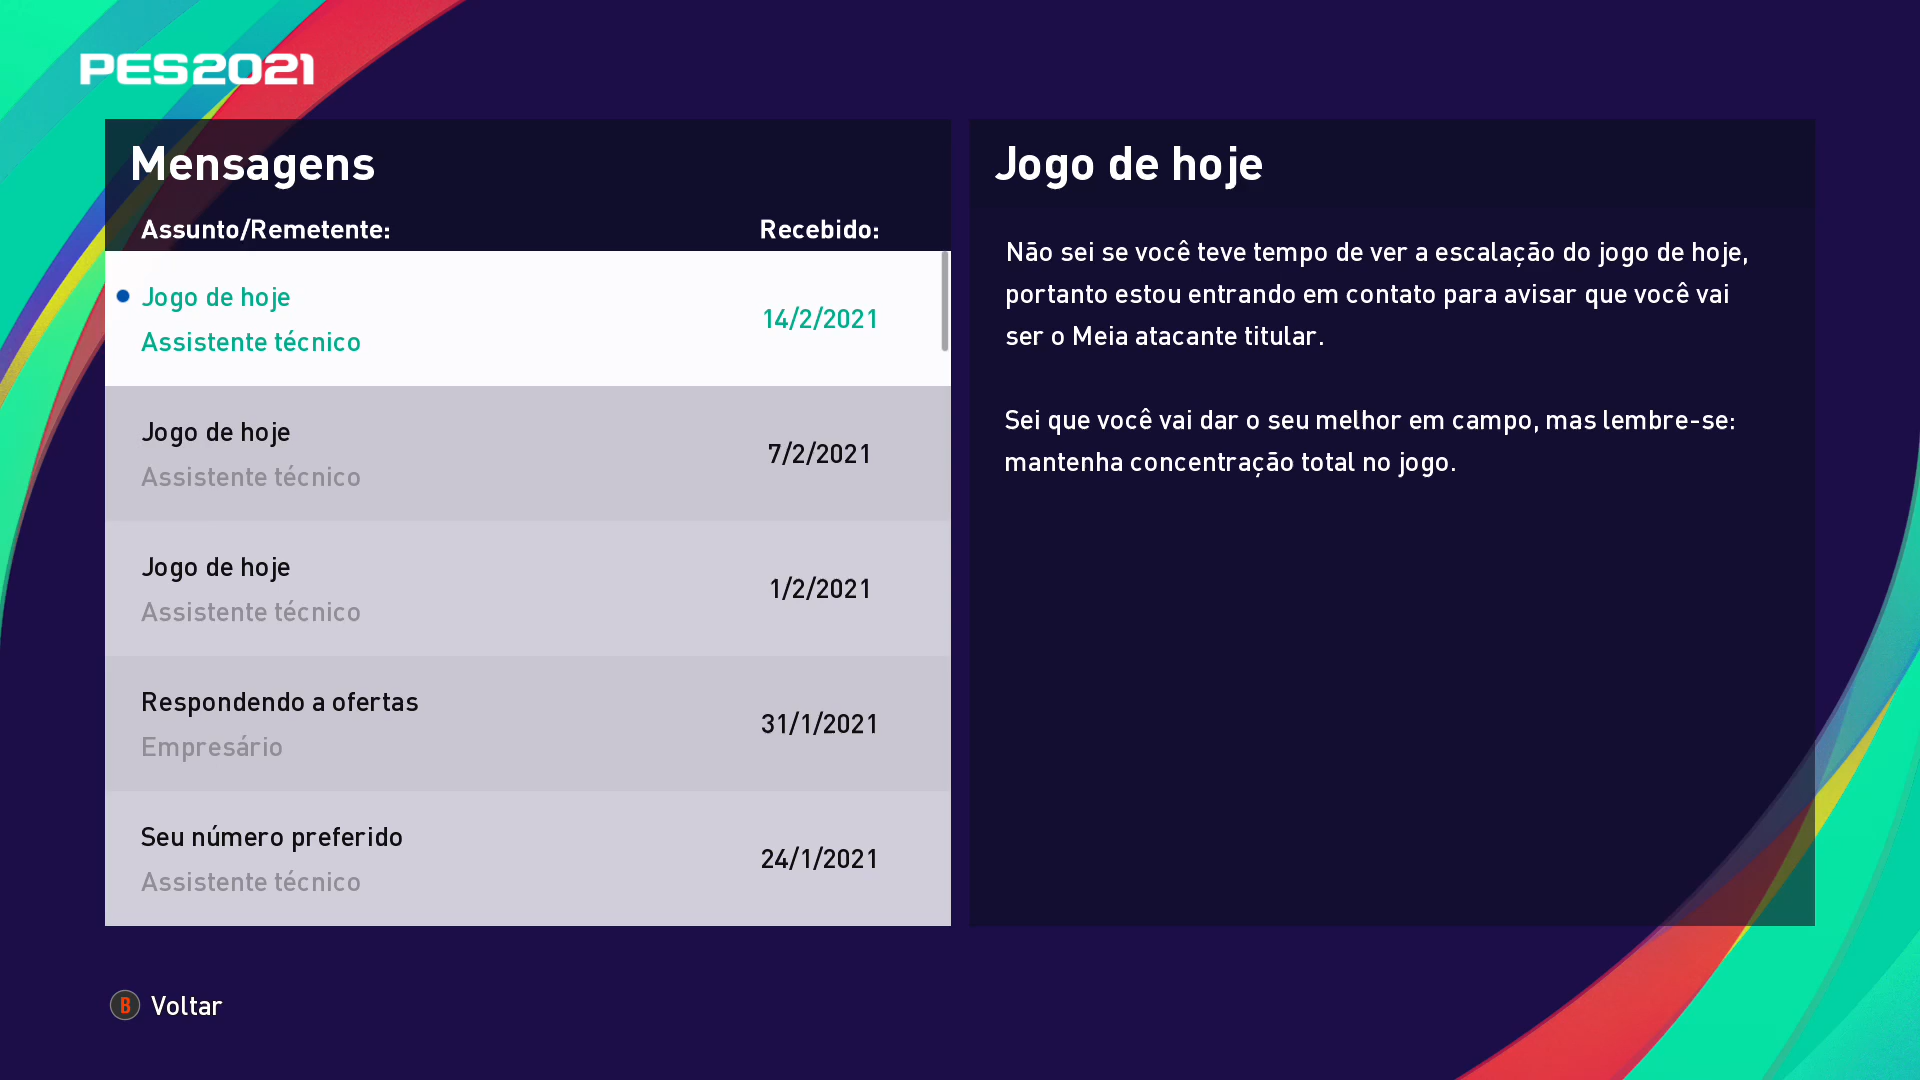 PES2021
Mensagens
Assunto/Remetente:
Recebido:
Jogo de hoje
Assistente técnico
14/2/2021
Jogo de hoje
Assistente técnico
7/2/2021
Jogo de hoje
Assistente técnico
1/2/2021
Respondendo a ofertas
Empresário
31/1/2021
Seu número preferido
Assistente técnico
24/1/2021
Jogo de hoje
Não sei se você teve tempo de ver a escalação do jogo de hoje,
portanto estou entrando em contato para avisar que você vai
ser o Meia atacante titular.
Sei que você vai dar o seu melhor em campo, mas lembre-se:
mantenha concentração total no jogo.
B Voltar